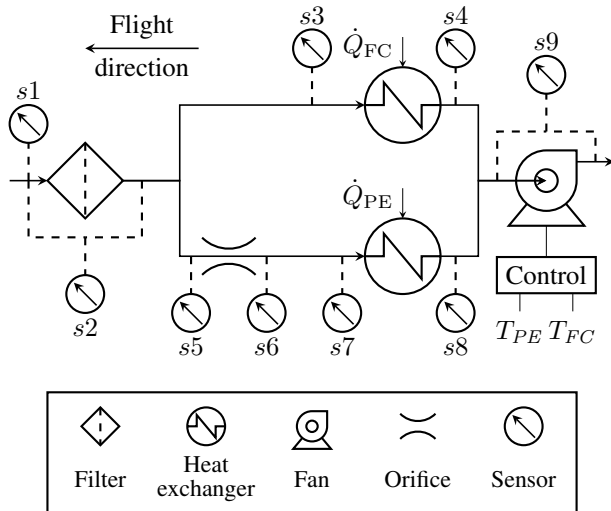 Flight
direction
s3
Q̇FC
s4
s9
s1
Q̇PE
s2
s5
s6
s7
s8
Control
TPE TFC
Filter
Heat
exchanger
Fan
Orifice
Sensor